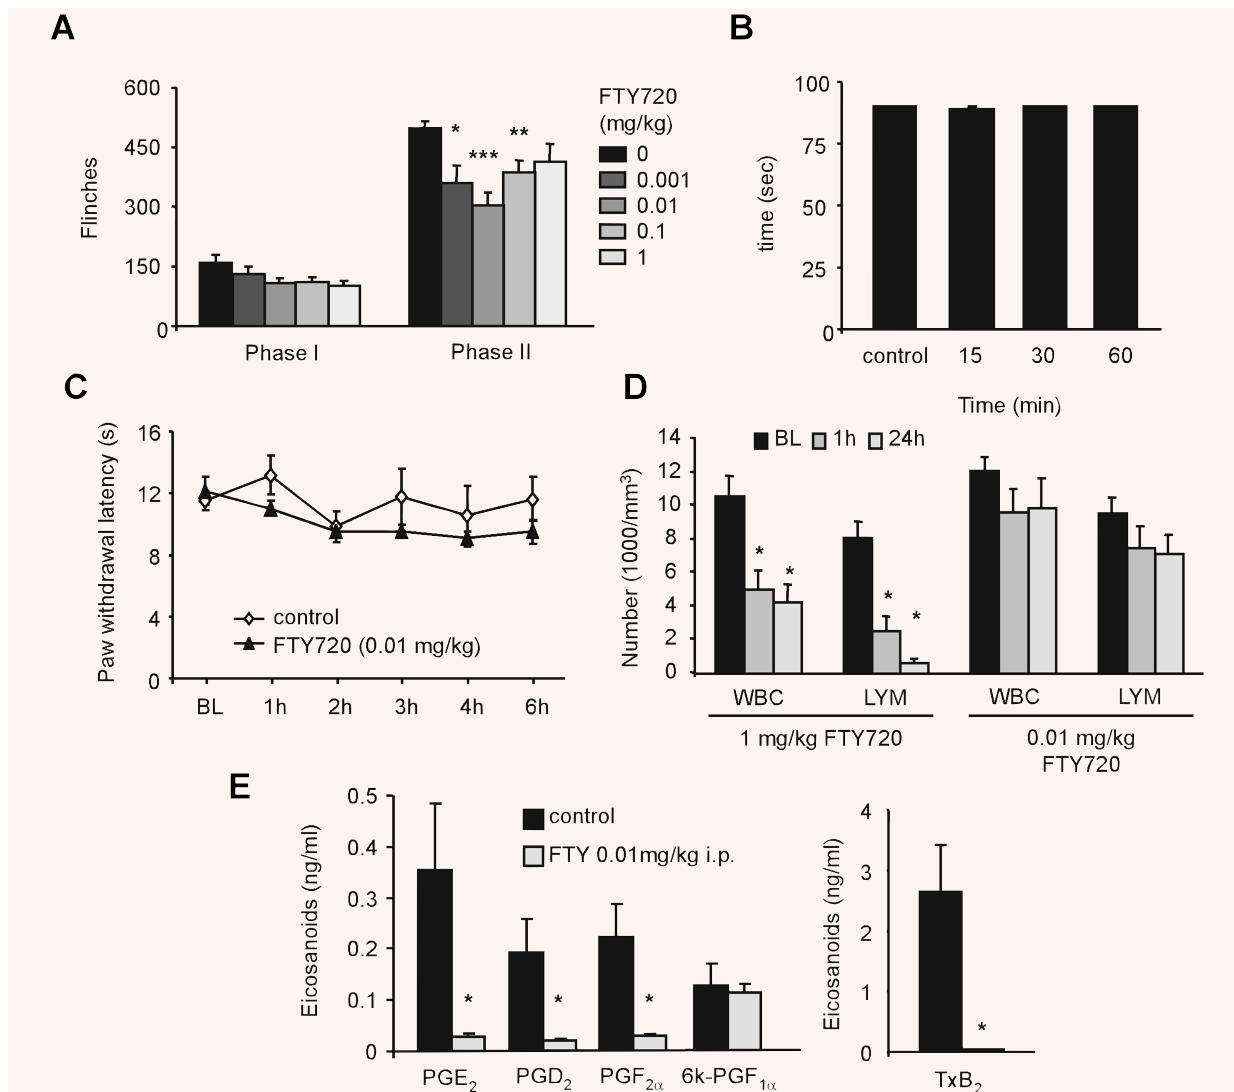 A
600
450
300
150
0
Flinches
* *** **
Phase I Phase II
FTY720
(mg/kg)
0
0.001
0.01
0.1
1
B
100
75
50
25
0
time (sec)
control 15 30 60
Time (min)
C
16
12
8
4
0
Paw withdrawal latency (s)
control
FTY720 (0.01 mg/kg)
BL 1h 2h 3h 4h 6h
D
14
12
10
8
6
4
2
0
Number (1000/mm³)
BL 1h 24h
* * * *
WBC LYM WBC LYM
1 mg/kg FTY720 0.01 mg/kg
FTY720
E
0.5
0.4
0.3
0.2
0.1
0
Eicosanoids (ng/ml)
control
FTY 0.01mg/kg i.p.
* * *
PGE₂ PGD₂ PGF₂α 6k-PGF₁α
4
3
2
1
0
Eicosanoids (ng/ml)
*
TxB₂